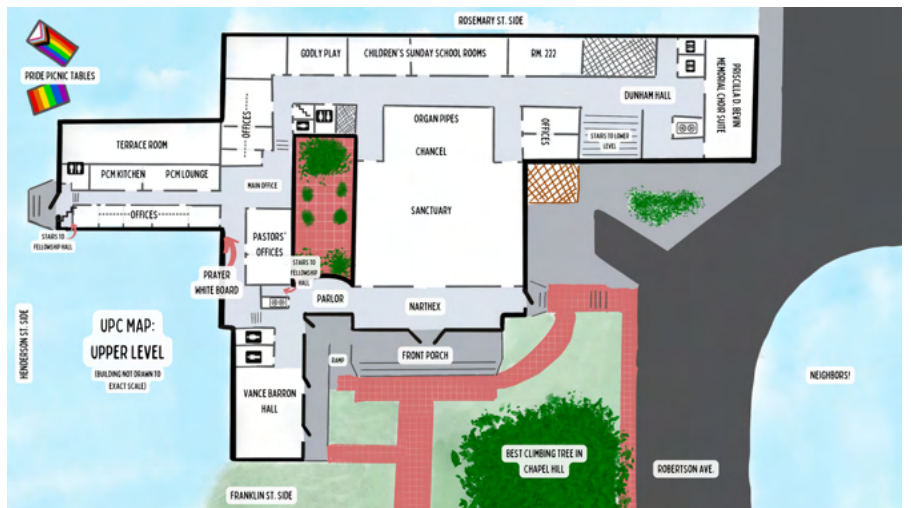 ROSEMARY ST. SIDE
PRIDE PICNIC TABLES
GODLY PLAY
CHILDREN'S SUNDAY SCHOOL ROOMS
RM. 222
PRISCILLA D. BEVIN
MEMORIAL CHOIR SUITE
DUNHAM HALL
OFFICES
ORGAN PIPES
OFFICES
STAIRS TO LOWER
LEVEL
TERRACE ROOM
CHANCEL
PCM KITCHEN
PCM LOUNGE
MAIN OFFICE
OFFICES
SANCTUARY
STAIRS TO
FELLOWSHIP HALL
PASTORS'
OFFICES
PRAYER
WHITE BOARD
STAIRS TO
FELLOWSHIP
HALL
PARLOR
NARTHEX
HENDERSON ST. SIDE
UPC MAP:
UPPER LEVEL
(BUILDING NOT DRAWN TO
EXACT SCALE)
RAMP
FRONT PORCH
NEIGHBORS!
VANCE BARRON
HALL
BEST CLIMBING TREE IN
CHAPEL HILL
ROBERTSON AVE.
FRANKLIN ST. SIDE